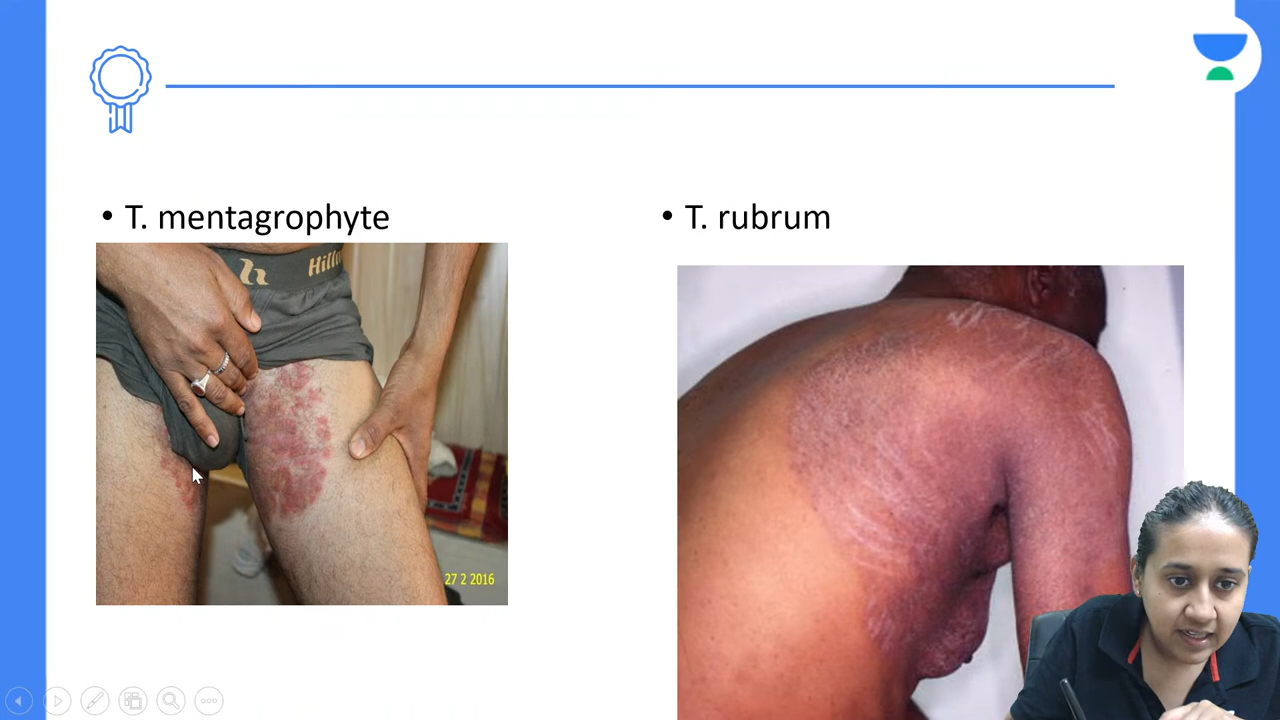 • T. mentagrophyte
• T. rubrum
27 2 2016